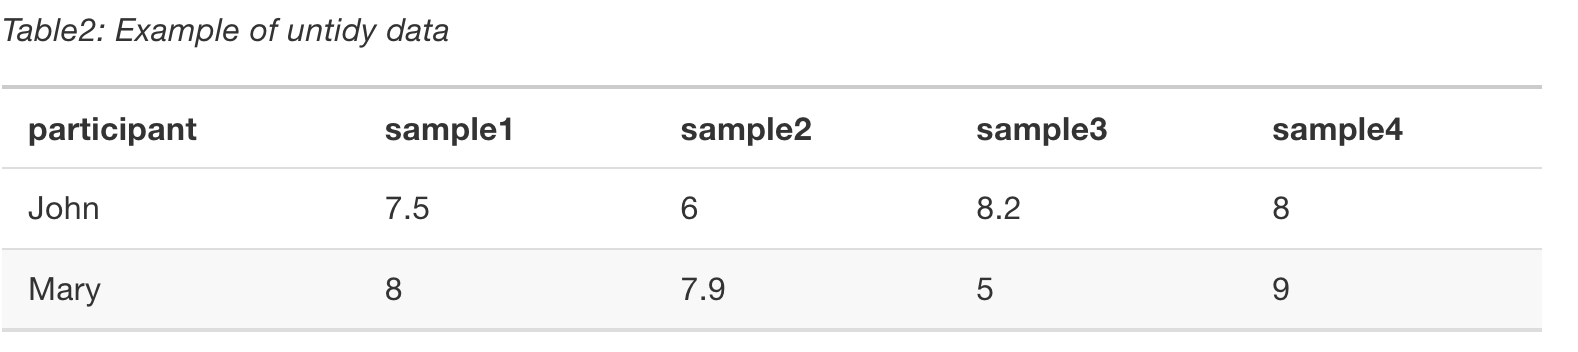 Table2: Example of untidy data
participant sample1 sample2 sample3 sample4
John 7.5 6 8.2 8
Mary 8 7.9 5 9